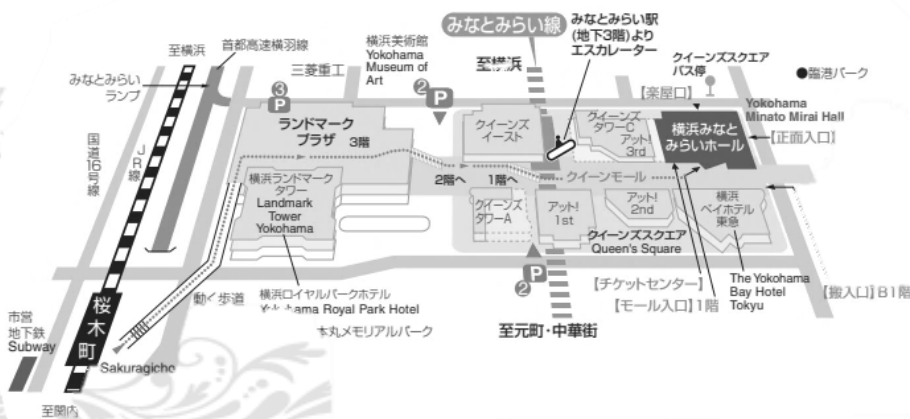 みなとみらい線
みなとみらい駅
(地下3階)より
エスカレーター
至横浜
首都高速横羽線
横浜美術館
Yokohama
Museum of
Art
至横浜
クイーンズスクエア
バス停
●臨港パーク
みなとみらい
ランプ
三菱重工
【楽屋口】
3
P
2
P
ランドマーク
プラザ 3階
クイーンズ
イースト
クイーンズ
タワーC
アット!
3rd
横浜みなと
みらいホール
Yokohama
Minato Mirai Hall
【正面入口】
国道16号線
JR線
横浜ランドマーク
タワー
Landmark
Tower
Yokohama
2階へ
1階へ
クイーンモール
クイーンズ
タワーA
アット!
1st
アット!
2nd
横浜
ベイホテル
東急
クイーンズスクエア
Queen's Square
2
P
【チケットセンター】
【モール入口】1階
The Yokohama
Bay Hotel
Tokyu
【搬入口】B1階
動く歩道
横浜ロイヤルパークホテル
Yokohama Royal Park Hotel
本丸メモリアルパーク
至元町・中華街
桜木町
市営
地下鉄
Subway
Sakuragicho
至関内